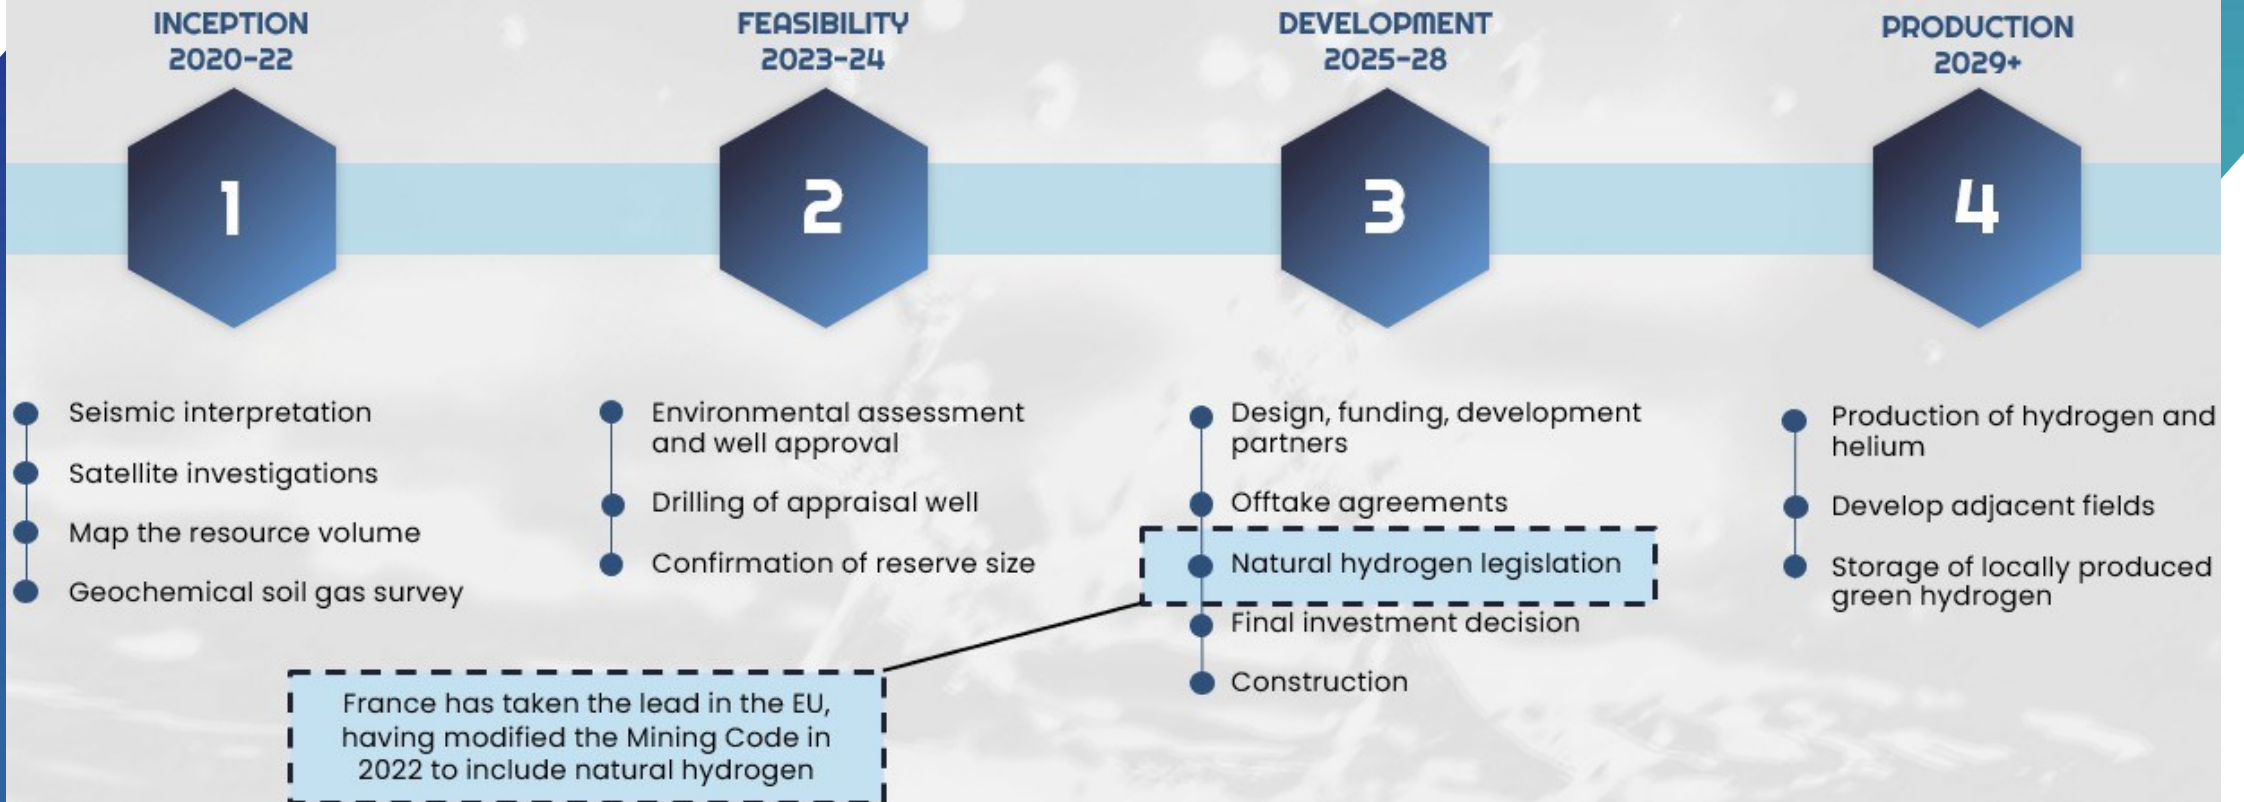 INCEPTION
2020-22
FEASIBILITY
2023-24
DEVELOPMENT
2025-28
PRODUCTION
2029+
1
2
3
4
Seismic interpretation
Satellite investigations
Map the resource volume
Geochemical soil gas survey
Environmental assessment
and well approval
Drilling of appraisal well
Confirmation of reserve size
Design, funding, development
partners
Offtake agreements
Natural hydrogen legislation
Final investment decision
Construction
Production of hydrogen and
helium
Develop adjacent fields
Storage of locally produced
green hydrogen
France has taken the lead in the EU,
having modified the Mining Code in
2022 to include natural hydrogen